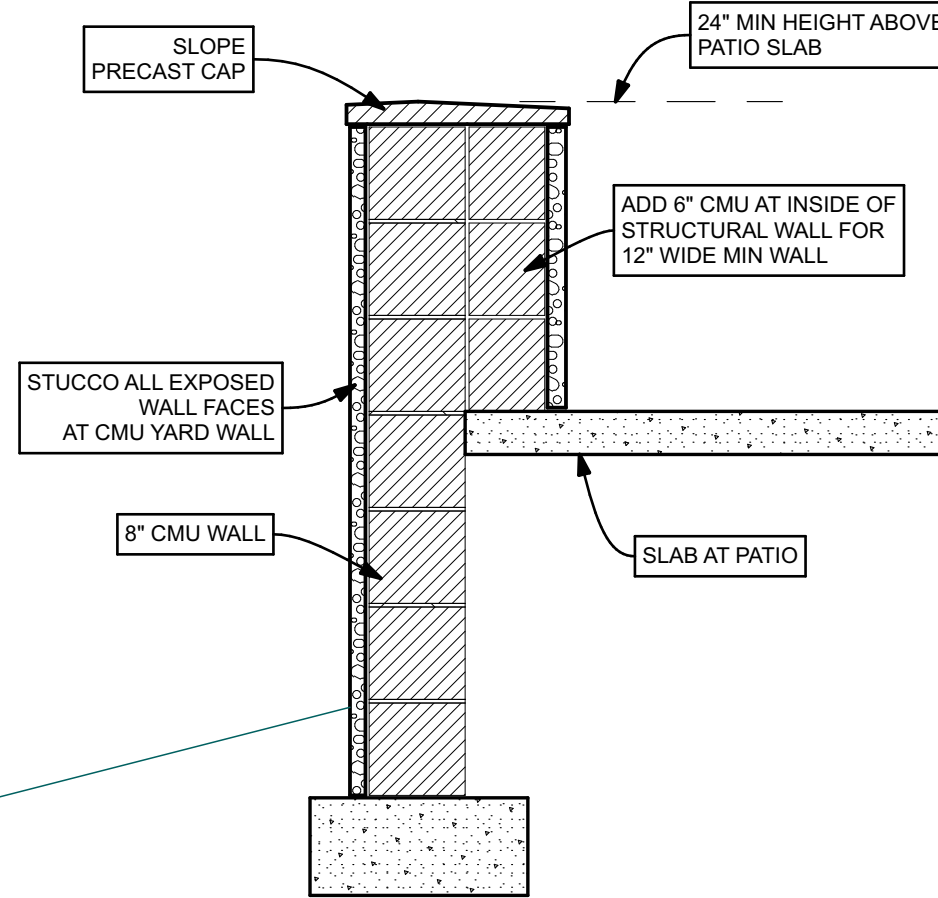 24" MIN HEIGHT ABOVE
PATIO SLAB
SLOPE
PRECAST CAP
ADD 6" CMU AT INSIDE OF
STRUCTURAL WALL FOR
12" WIDE MIN WALL
STUCCO ALL EXPOSED
WALL FACES
AT CMU YARD WALL
8" CMU WALL
SLAB AT PATIO